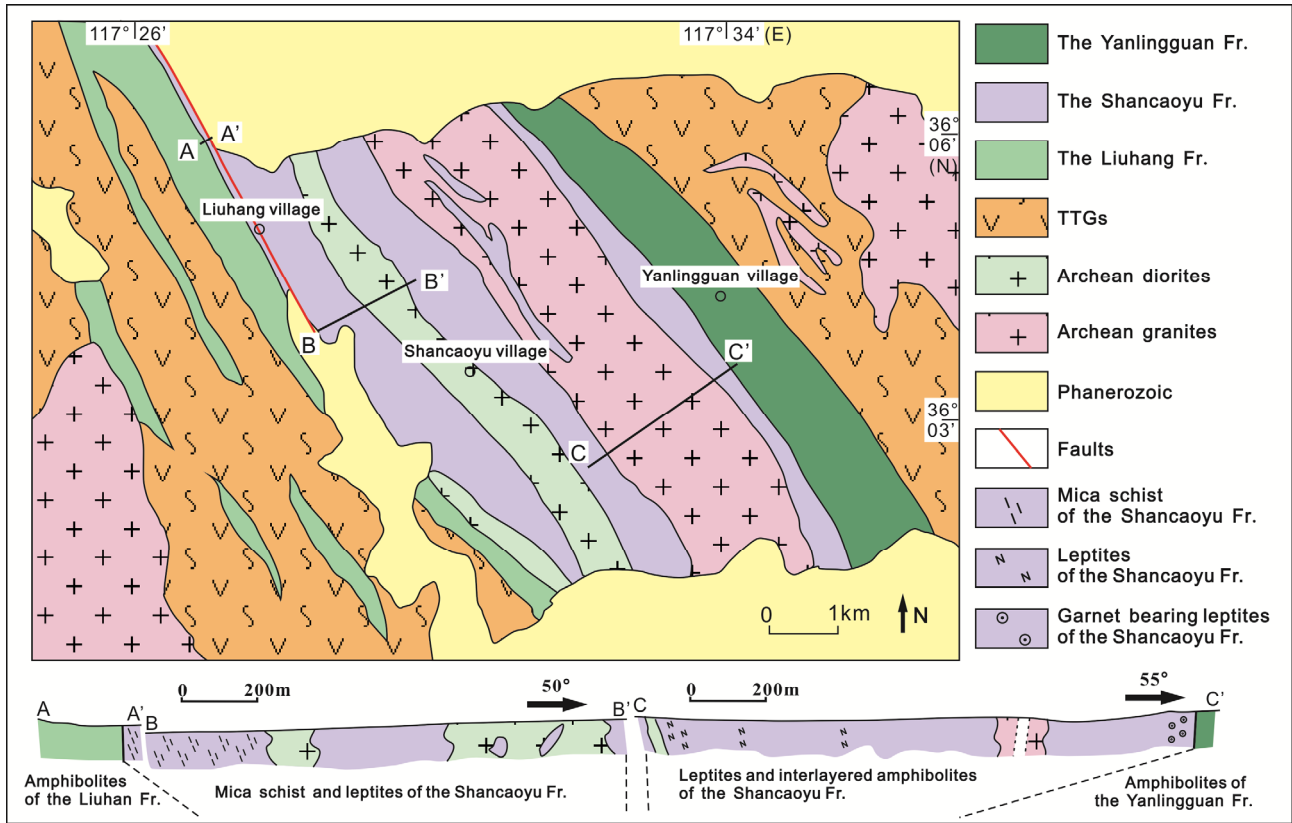 117° 26’
117° 34’ (E)
36°
06’
(N)
36°
03’
A
A’
Liuhang village
B
B’
Shancaoyu village
Yanlingguan village
C
C’
0 1km
N
The Yanlingguan Fr.
The Shancaoyu Fr.
The Liuhang Fr.
TTGs
Archean diorites
Archean granites
Phanerozoic
Faults
Mica schist
of the Shancaoyu Fr.
Leptites
of the Shancaoyu Fr.
Garnet bearing leptites
of the Shancaoyu Fr.
A
0 200m
50°
A’
B
B’
C
0 200m
55°
C’
Amphibolites
of the Liuhan Fr.
Mica schist and leptites of the Shancaoyu Fr.
Leptites and interlayered amphibolites
of the Shancaoyu Fr.
Amphibolites of
the Yanlingguan Fr.